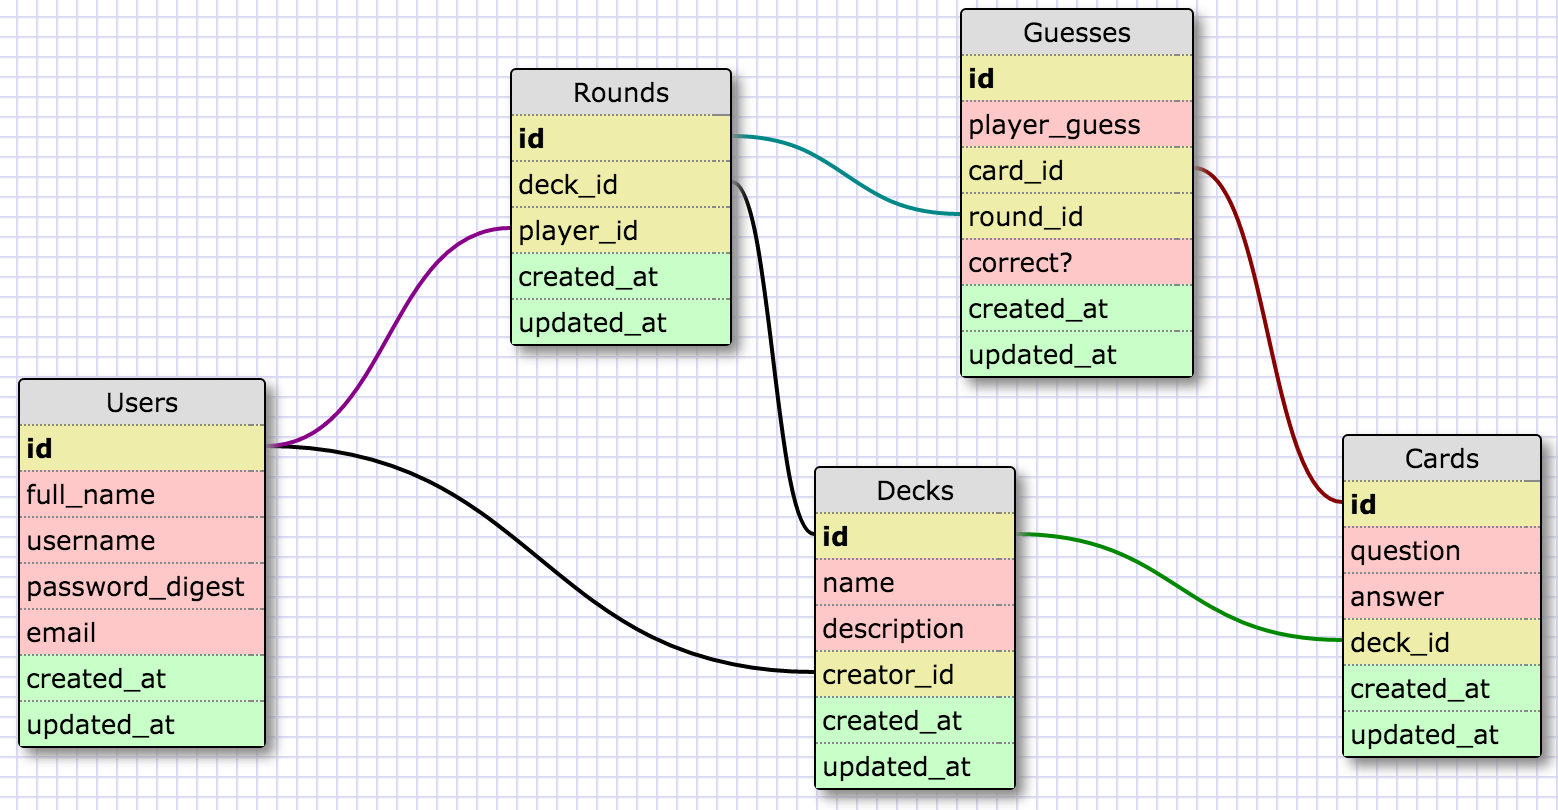 Guesses
id
player_guess
card_id
round_id
correct?
created_at
updated_at
Rounds
id
deck_id
player_id
created_at
updated_at
Users
id
full_name
username
password_digest
email
created_at
updated_at
Decks
id
name
description
creator_id
created_at
updated_at
Cards
id
question
answer
deck_id
created_at
updated_at